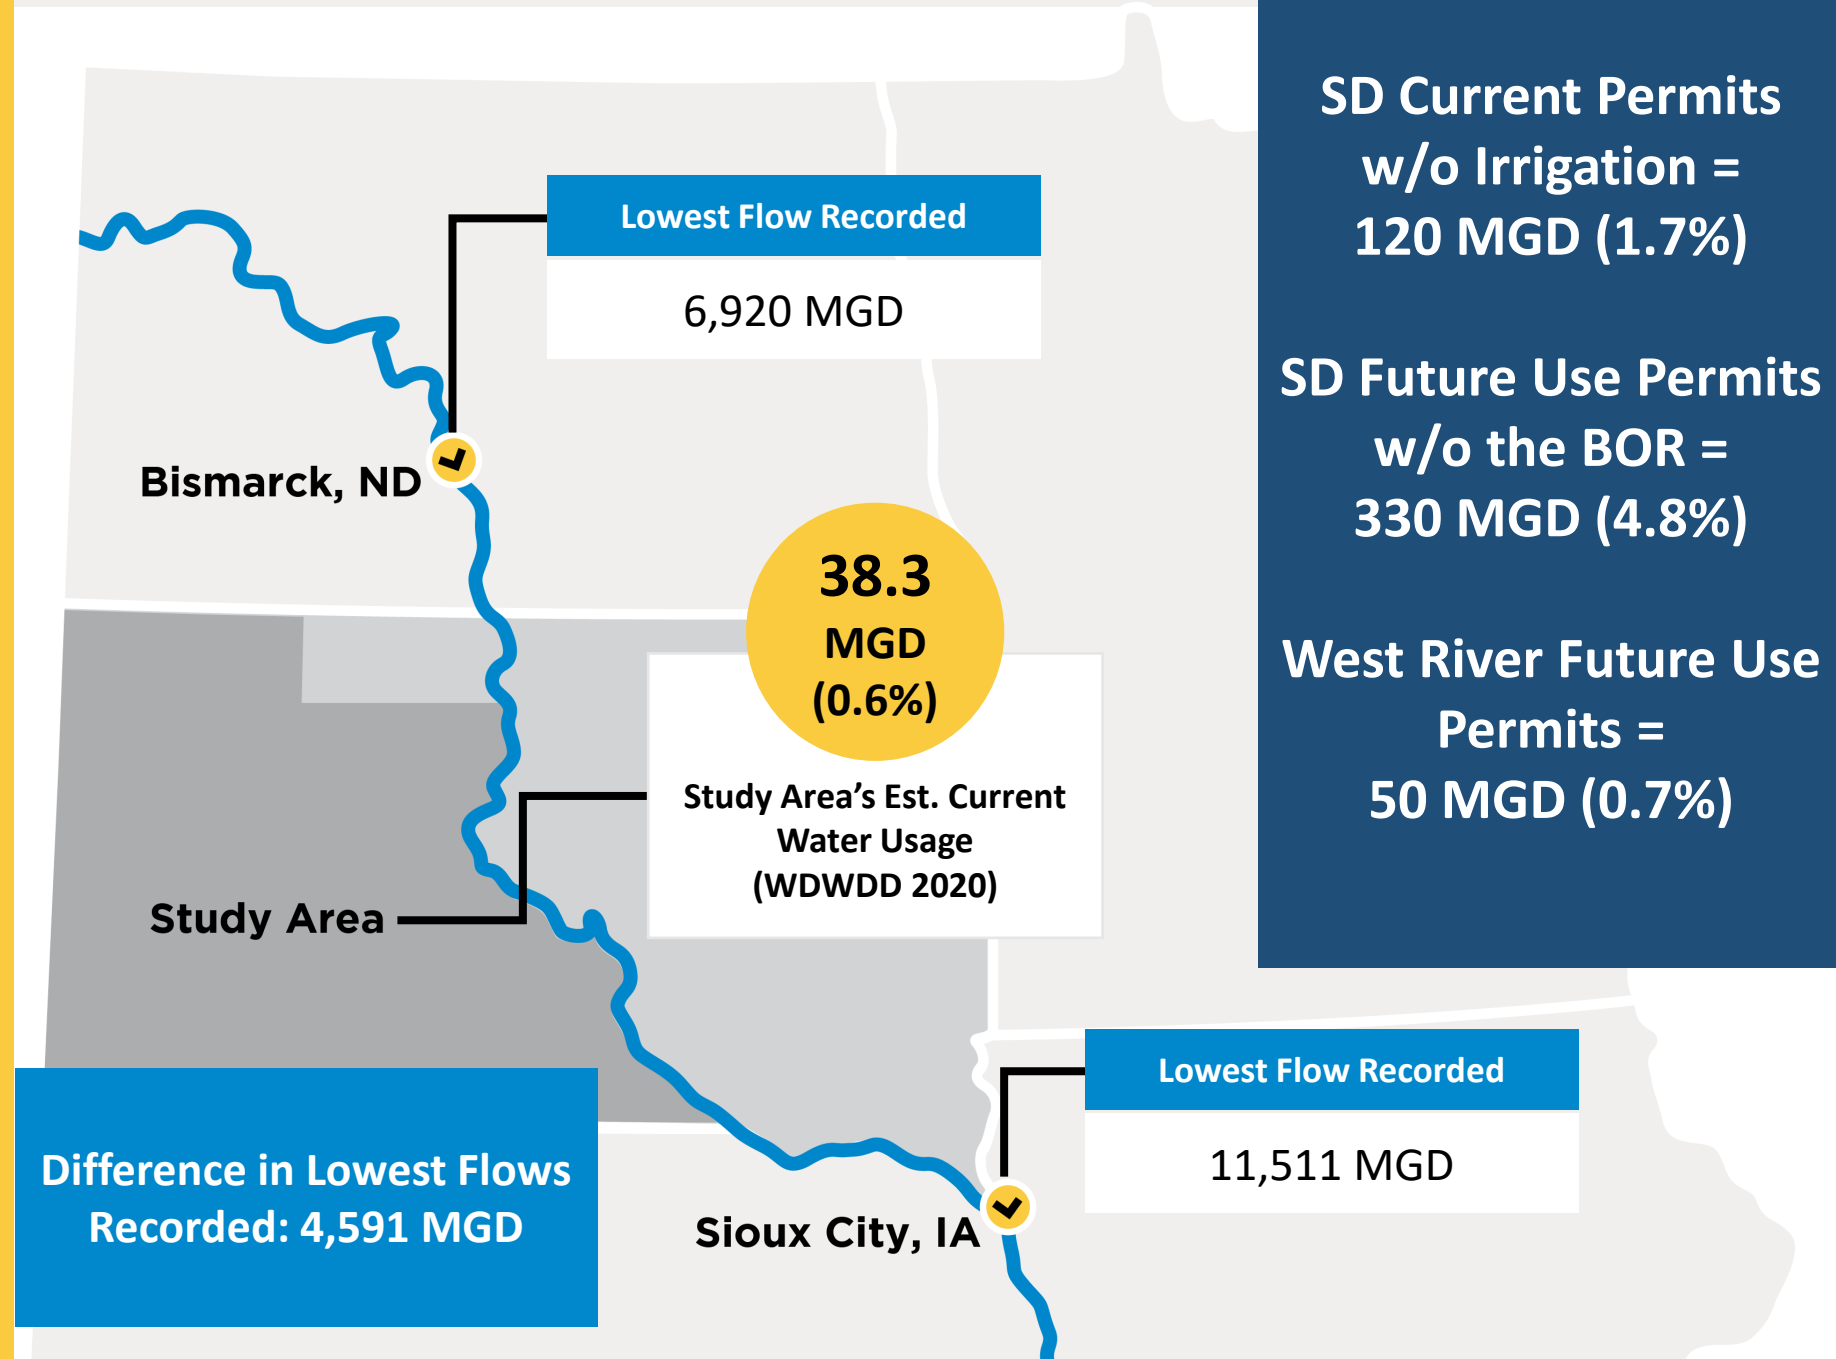 SD Current Permits
w/o Irrigation =
120 MGD (1.7%)
SD Future Use Permits
w/o the BOR =
330 MGD (4.8%)
West River Future Use
Permits =
50 MGD (0.7%)
Lowest Flow Recorded
6,920 MGD
Bismarck, ND
38.3
MGD
(0.6%)
Study Area’s Est. Current
Water Usage
(WDWDD 2020)
Study Area
Lowest Flow Recorded
11,511 MGD
Difference in Lowest Flows
Recorded: 4,591 MGD
Sioux City, IA